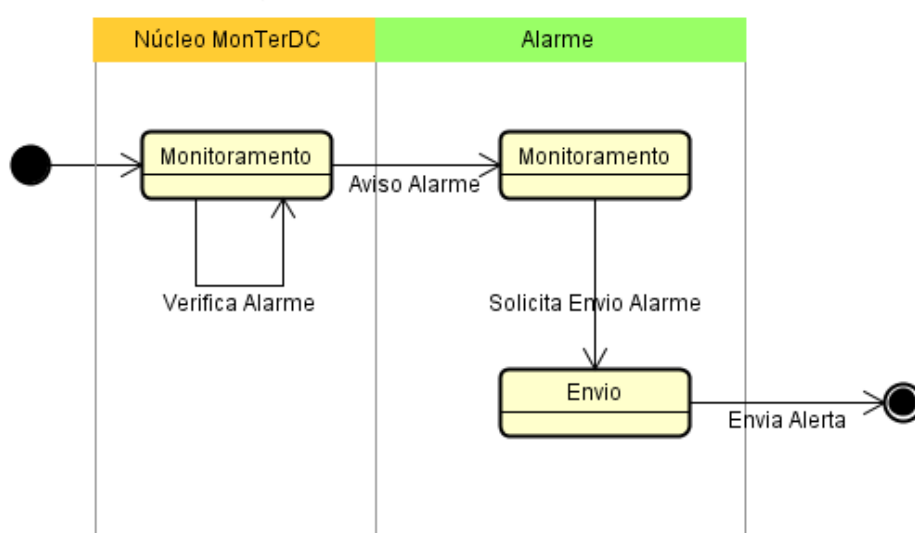 Núcleo MonTerDC
Alarme
Monitoramento
Monitoramento
Aviso Alarme
Verifica Alarme
Solicita Envio Alarme
Envio
Envia Alerta